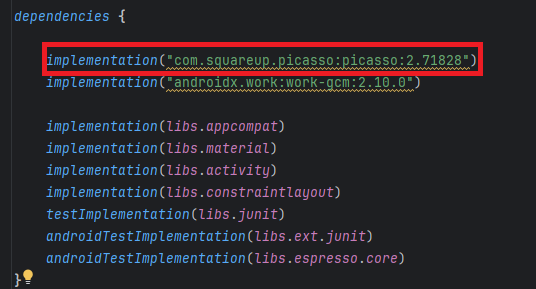 dependencies {
implementation("com.squareup.picasso:picasso:2.71828")
implementation("androidx.work:work-gcm:2.10.0")
implementation(libs.appcompat)
implementation(libs.material)
implementation(libs.activity)
implementation(libs.constraintlayout)
testImplementation(libs.junit)
androidTestImplementation(libs.ext.junit)
androidTestImplementation(libs.espresso.core)
}